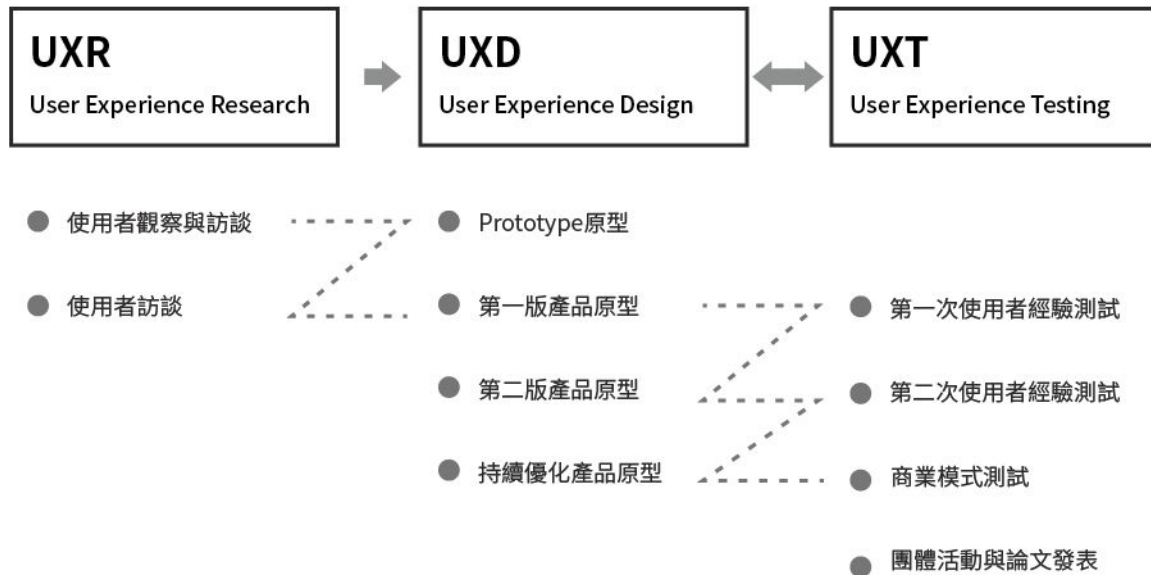 UXR
User Experience Research
UXD
User Experience Design
UXT
User Experience Testing
使用者觀察與訪談
Prototype原型
使用者訪談
第一版產品原型
第一次使用者經驗測試
第二版產品原型
第二次使用者經驗測試
持續優化產品原型
商業模式測試
團體活動與論文發表